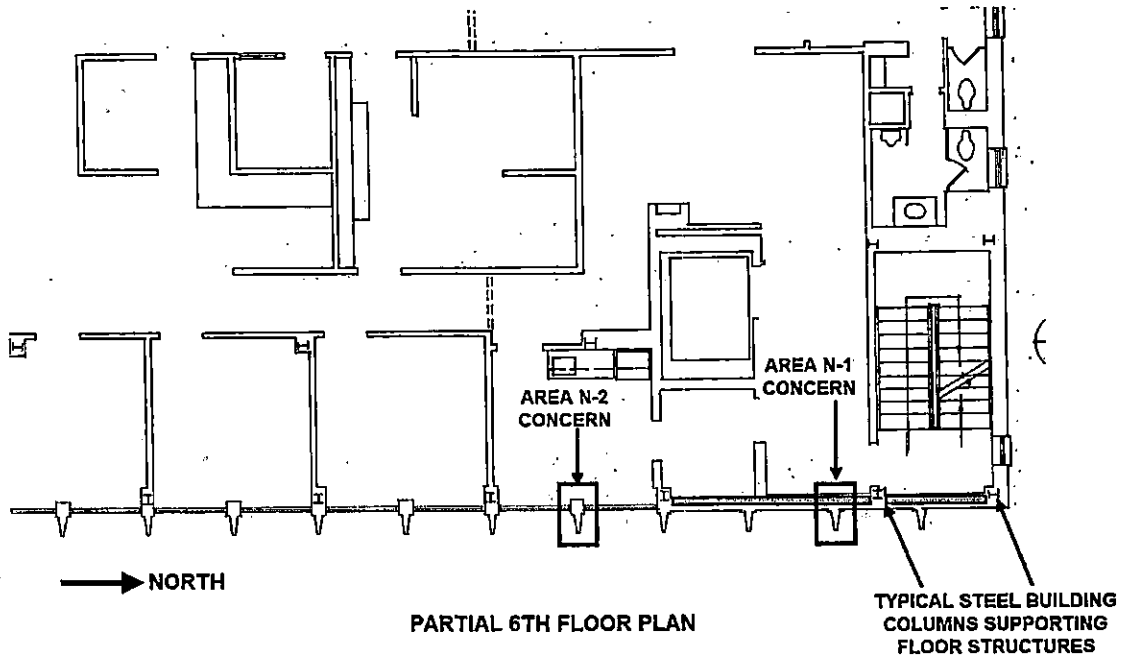 AREA N-1
CONCERN
AREA N-2
CONCERN
NORTH
PARTIAL 6TH FLOOR PLAN
TYPICAL STEEL BUILDING
COLUMNS SUPPORTING
FLOOR STRUCTURES